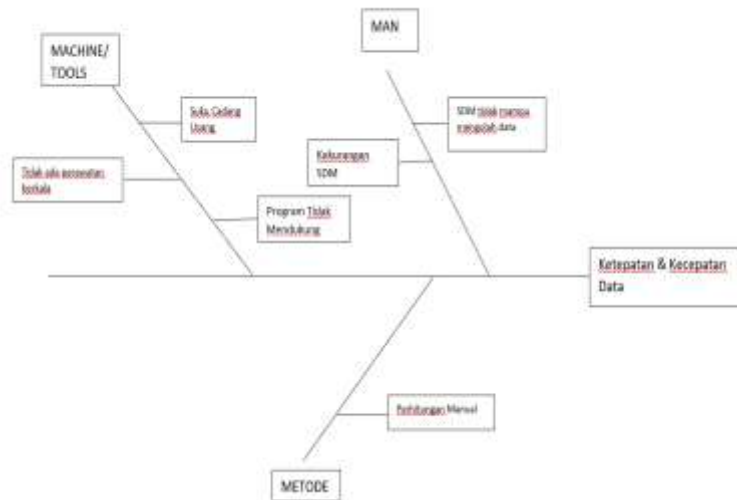 MAN
MACHINE/
TOOLS
Suku Cadang
Usang
SDM tidak mampu
mengolah data
Kekurangan
SDM
Tidak ada perawatan
berkala
Program Tidak
Mendukung
Ketepatan & Kecepatan
Data
Perhitungan Manual
METODE